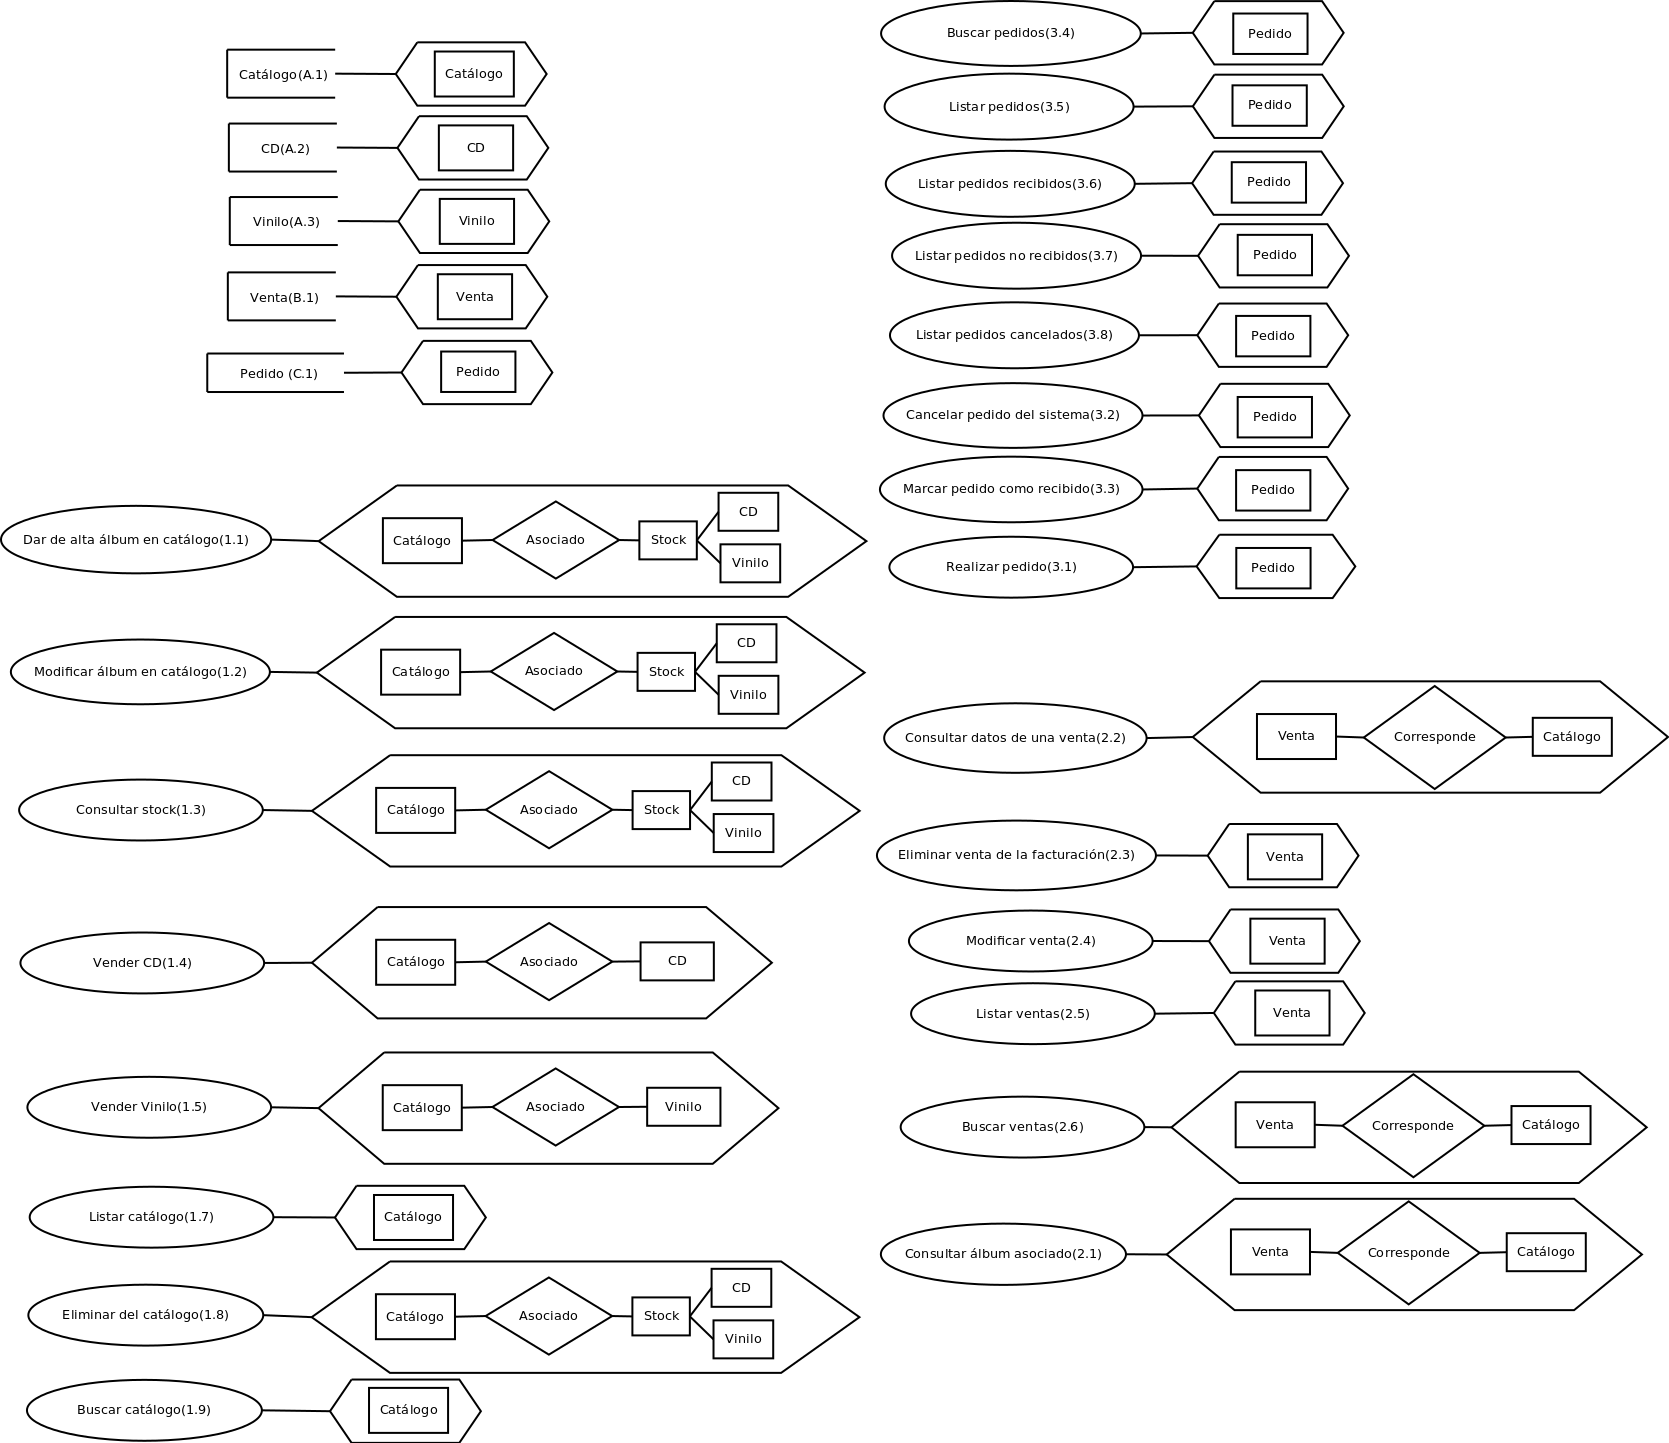 Catálogo(A.1)
Catálogo
CD(A.2)
CD
Vinilo(A.3)
Vinilo
Venta(B.1)
Venta
Pedido (C.1)
Pedido
Dar de alta álbum en catálogo(1.1)
Catálogo
Asociado
Stock
CD
Vinilo
Modificar álbum en catálogo(1.2)
Catálogo
Asociado
Stock
CD
Vinilo
Consultar stock(1.3)
Catálogo
Asociado
Stock
CD
Vinilo
Vender CD(1.4)
Catálogo
Asociado
CD
Vender Vinilo(1.5)
Catálogo
Asociado
Vinilo
Listar catálogo(1.7)
Catálogo
Eliminar del catálogo(1.8)
Catálogo
Asociado
Stock
CD
Vinilo
Buscar catálogo(1.9)
Catálogo
Buscar pedidos(3.4)
Pedido
Listar pedidos(3.5)
Pedido
Listar pedidos recibidos(3.6)
Pedido
Listar pedidos no recibidos(3.7)
Pedido
Listar pedidos cancelados(3.8)
Pedido
Cancelar pedido del sistema(3.2)
Pedido
Marcar pedido como recibido(3.3)
Pedido
Realizar pedido(3.1)
Pedido
Consultar datos de una venta(2.2)
Venta
Corresponde
Catálogo
Eliminar venta de la facturación(2.3)
Venta
Modificar venta(2.4)
Venta
Listar ventas(2.5)
Venta
Buscar ventas(2.6)
Venta
Corresponde
Catálogo
Consultar álbum asociado(2.1)
Venta
Corresponde
Catálogo